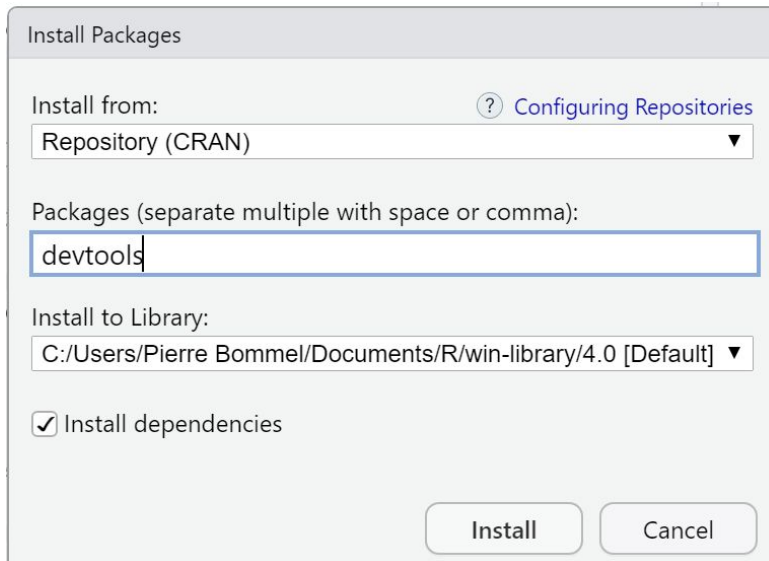 Install Packages
Install from:
? Configuring Repositories
Repository (CRAN)
Packages (separate multiple with space or comma):
devtools
Install to Library:
C:/Users/Pierre Bommel/Documents/R/win-library/4.0 [Default]
Install dependencies
Install
Cancel